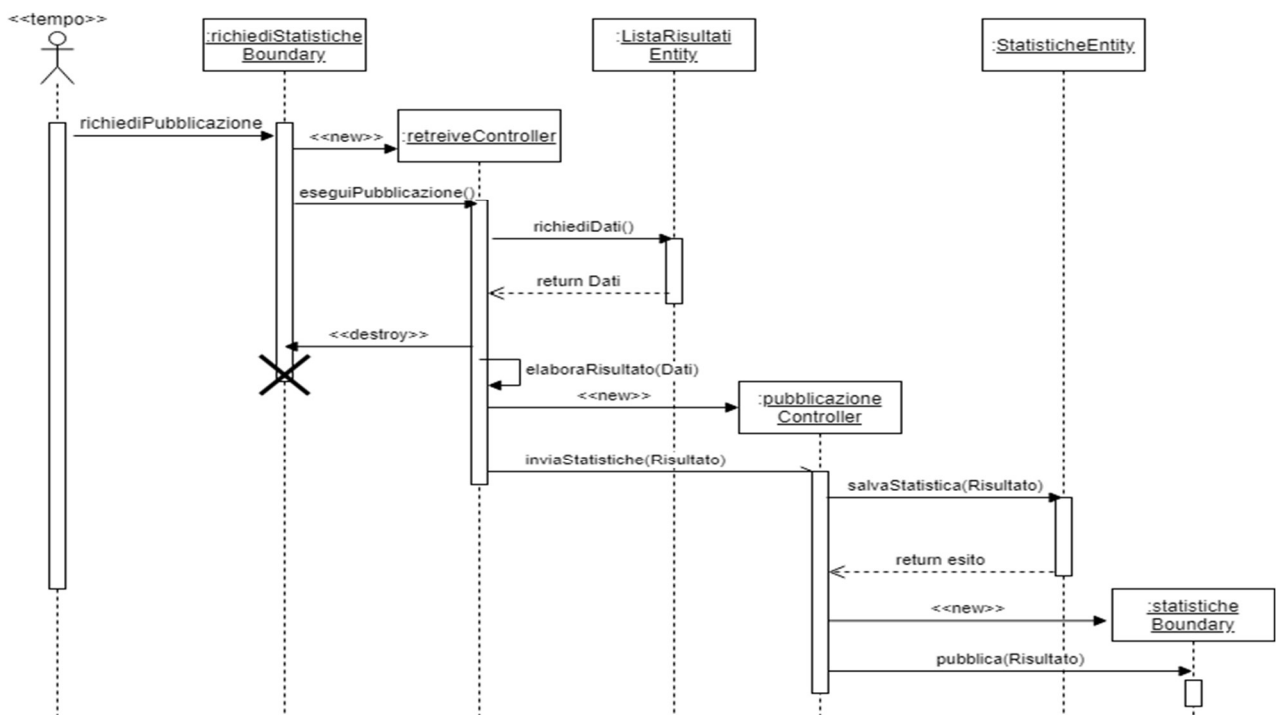 <<tempo>>
:richiediStatistiche
Boundary
:ListaRisultati
Entity
:StatisticheEntity
richiediPubblicazione
<<new>>
:retreiveController
eseguiPubblicazione()
richiediDati()
return Dati
<<destroy>>
elaboraRisultato(Dati)
<<new>>
:pubblicazione
Controller
inviaStatistiche(Risultato)
salvaStatistica(Risultato)
return esito
<<new>>
:statistiche
Boundary
pubblica(Risultato)